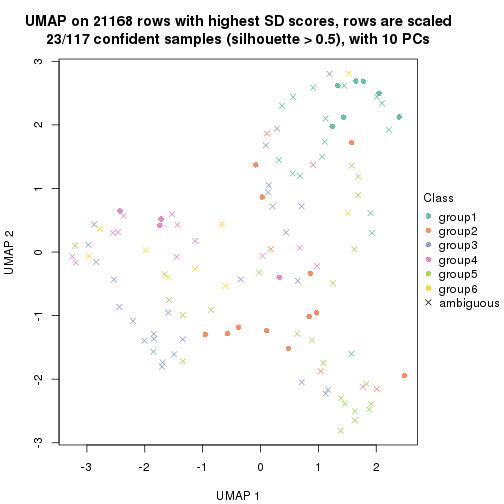 UMAP on 21168 rows with highest SD scores, rows are scaled
23/117 confident samples (silhouette > 0.5), with 10 PCs
3
2
1
0
-1
-2
-3
UMAP 2
-3 -2 -1 0 1 2
UMAP 1
Class
group1
group2
group3
group4
group5
group6
ambiguous